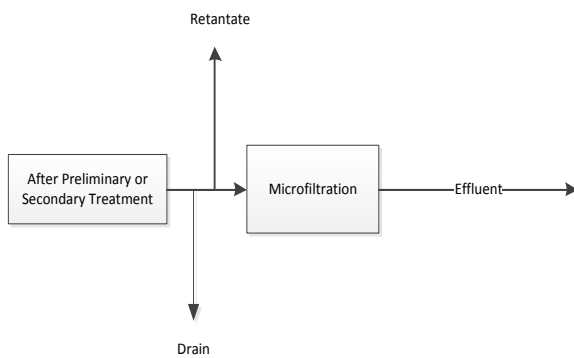 Retantate
After Preliminary or
Secondary Treatment
Microfiltration
Effluent
Drain